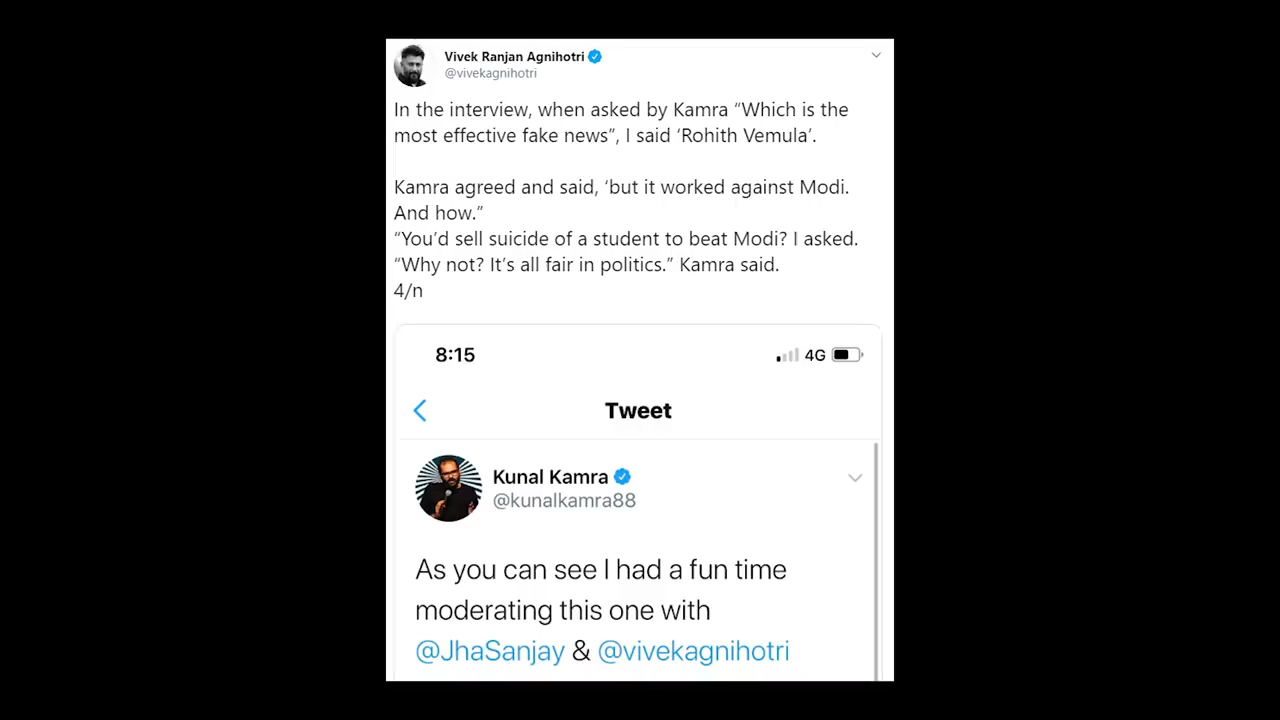 Vivek Ranjan Agnihotri
@vivekagnihotri
In the interview, when asked by Kamra “Which is the
most effective fake news”, I said ‘Rohith Vemula’.
Kamra agreed and said, ‘but it worked against Modi.
And how.”
“You’d sell suicide of a student to beat Modi? I asked.
“Why not? It’s all fair in politics.” Kamra said.
4/n
8:15 4G
Tweet
Kunal Kamra
@kunalkamra88
As you can see I had a fun time
moderating this one with
@JhaSanjay & @vivekagnihotri